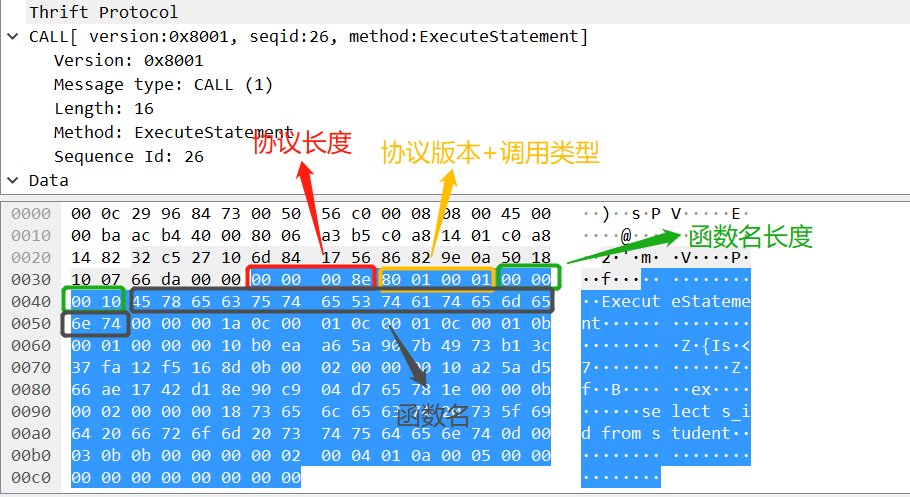 Thrift Protocol
CALL[ version:0x8001, seqid:26, method:ExecuteStatement]
Version: 0x8001
Message type: CALL (1)
Length: 16
Method: ExecuteStatement
Sequence Id: 26
协议长度
协议版本+调用类型
Data
函数名长度
0000 00 0c 29 96 84 73 00 50 56 c0 00 08 08 00 45 00 ··)··s·P V·····E·
0010 00 ba ac b4 40 00 80 06 a3 b5 c0 a8 14 01 c0 a8
0020 14 82 32 c5 27 10 6d 84 17 56 86 82 9e 0a 50 18
0030 10 07 66 da 00 00 00 00 00 8e 80 01 00 01 00 00
0040 00 10 45 78 65 63 75 74 65 53 74 61 74 65 6d 65 ··Execut eStateme
0050 6e 74 00 00 00 1a 0c 00 01 0c 00 01 0c 00 01 0b nt······ ········
0060 00 01 00 00 00 10 b0 ea a6 5a 90 7b 49 73 b1 3c ········ ·Z·{Is·<
0070 37 fa 12 f5 16 8d 0b 00 02 00 00 00 10 a2 5a d5 7······· ······Z·
0080 66 ae 17 42 d1 8e 90 c9 04 d7 65 78 1e 00 00 0b f··B···· ··ex····
0090 00 02 00 00 00 18 73 65 6c 65 63 74 20 73 5f 69 ······se lect s_i
00a0 64 20 66 72 6f 6d 20 73 74 75 64 65 6e 74 0d 00 d from s tudent··
00b0 03 0b 0b 00 00 00 00 02 00 04 01 0a 00 05 00 00 ········ ········
00c0 00 00 00 00 00 00 00 00 ········
函数名